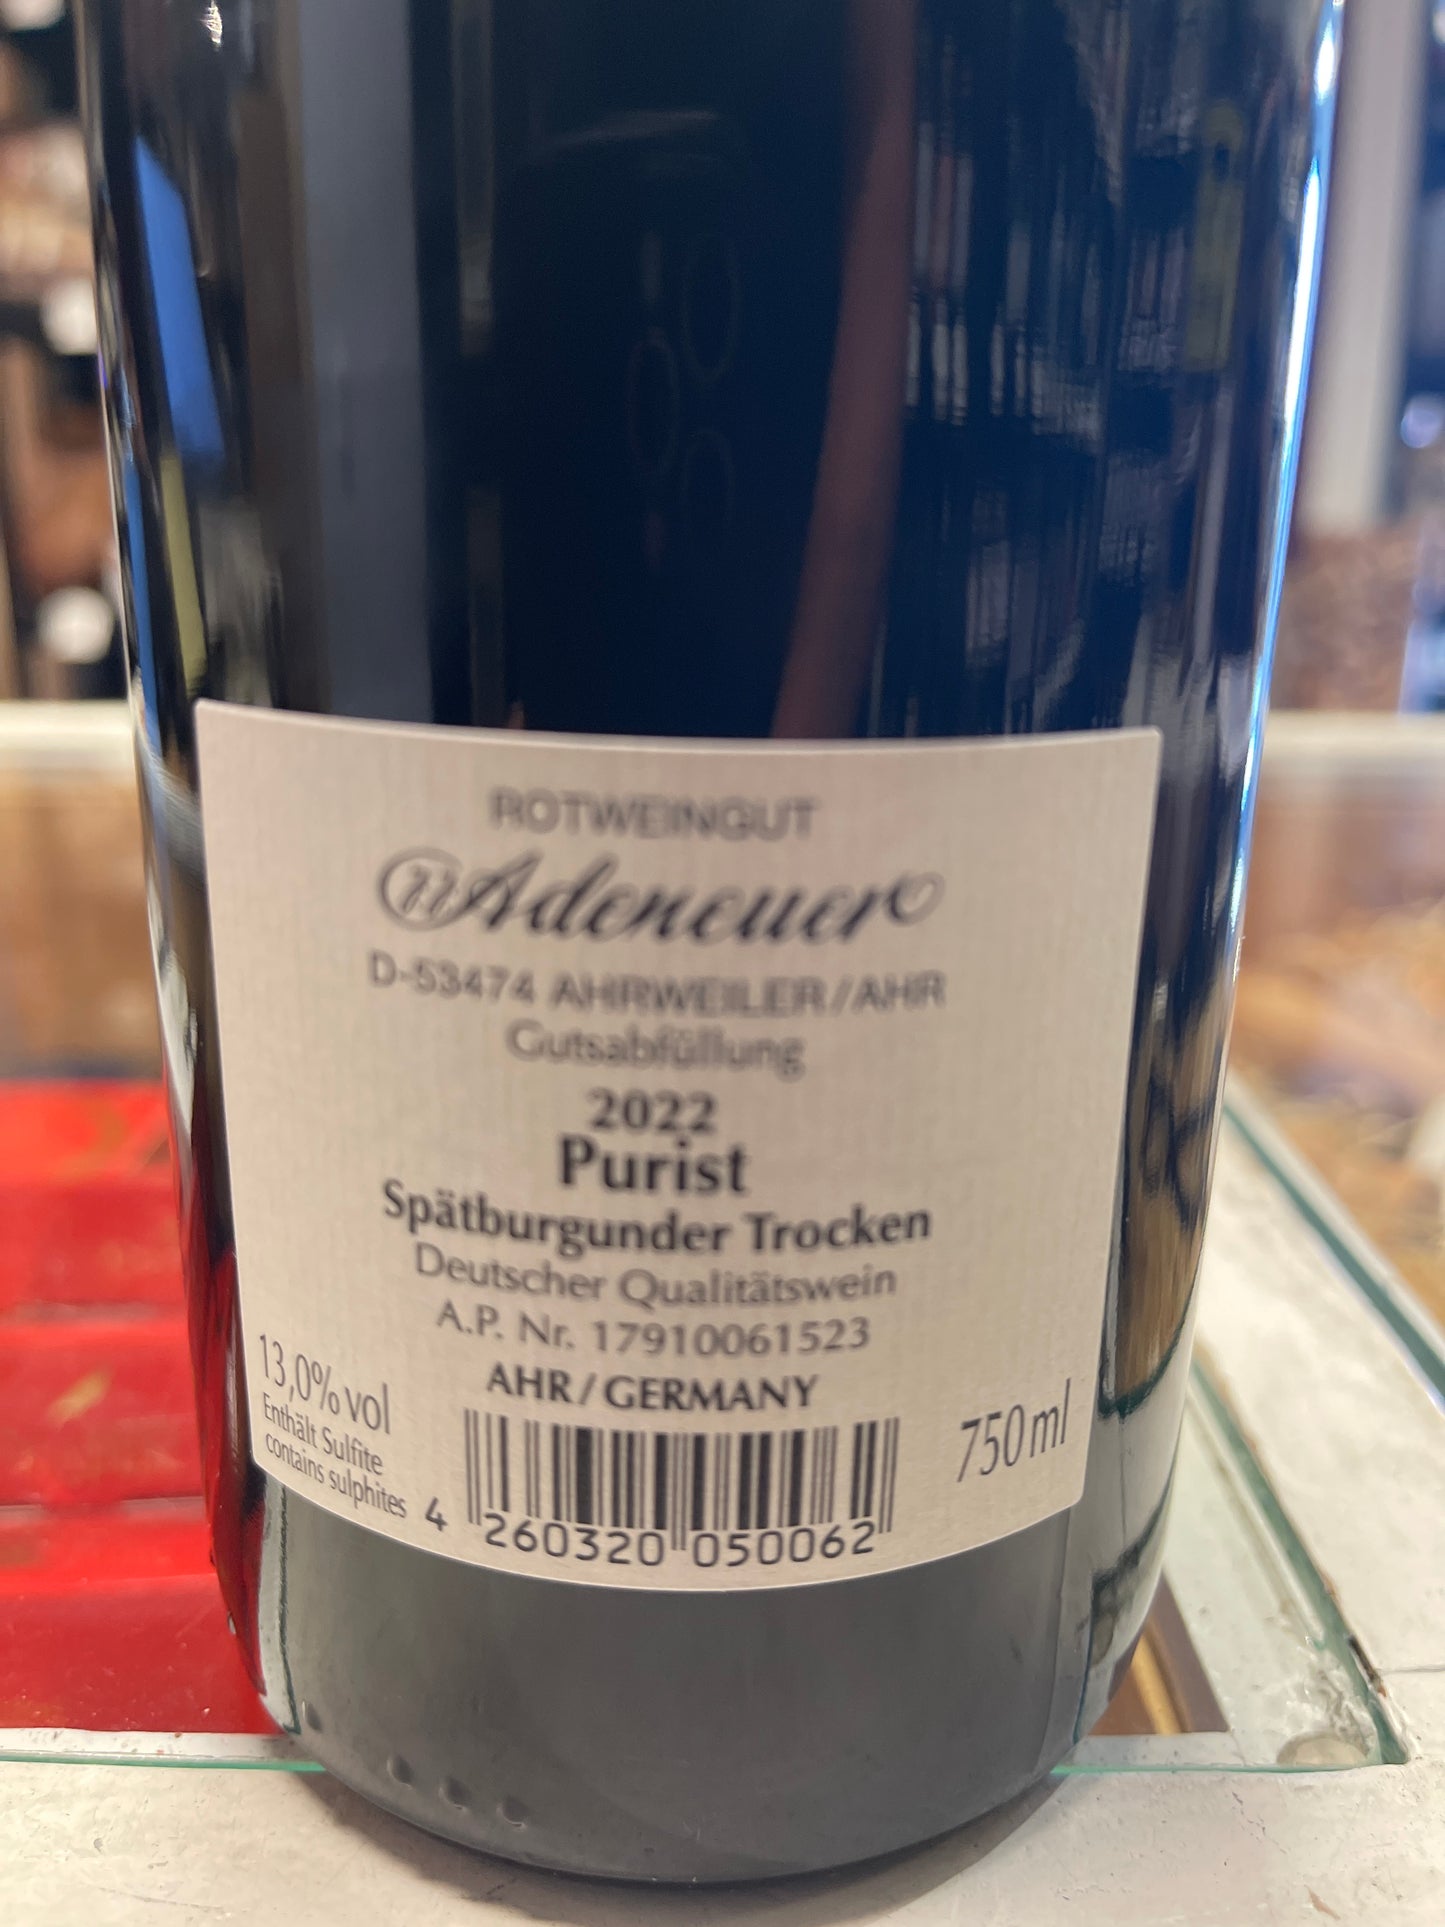 ROTWEINGUT
JJAdeneuer
D-53474 AHRWEILER/AHR
Gutsabfüllung
2022
Purist
Spätburgunder Trocken
Deutscher Qualitätswein
A.P. Nr. 17910061523
AHR/GERMANY
13,0% vol
Enthält Sulfite
contains sulphites
750 ml
4 260320 050062